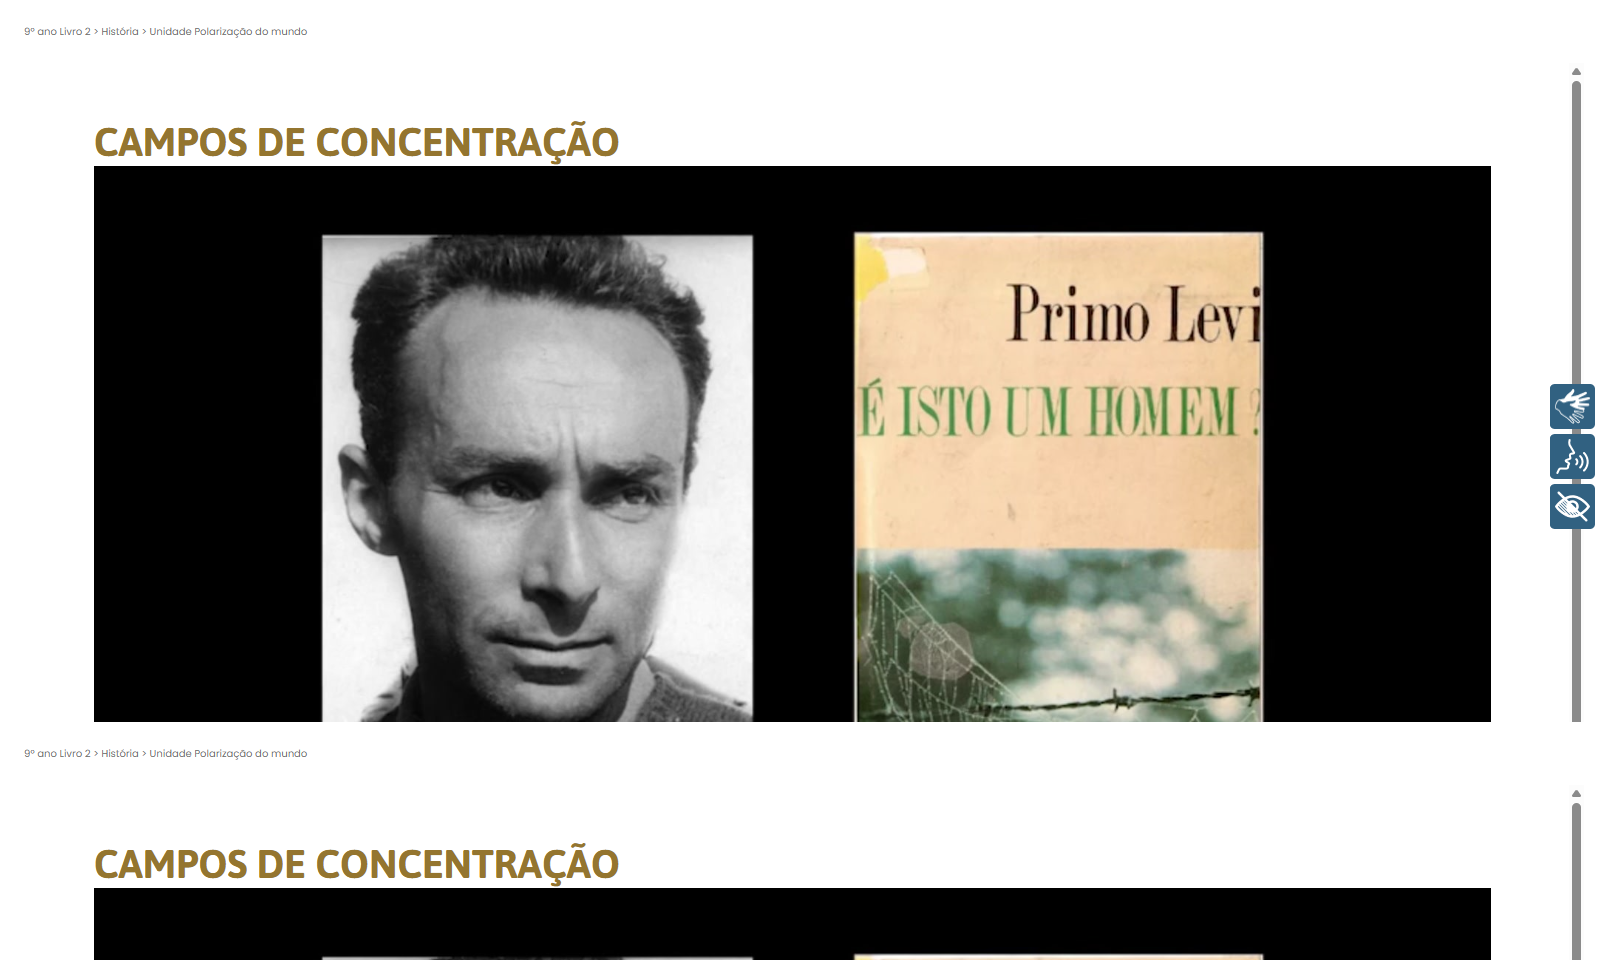 9º ano Livro 2 > História > Unidade Polarização do mundo
CAMPOS DE CONCENTRAÇÃO
Primo Levi
É ISTO UM HOMEM ?
9º ano Livro 2 > História > Unidade Polarização do mundo
CAMPOS DE CONCENTRAÇÃO